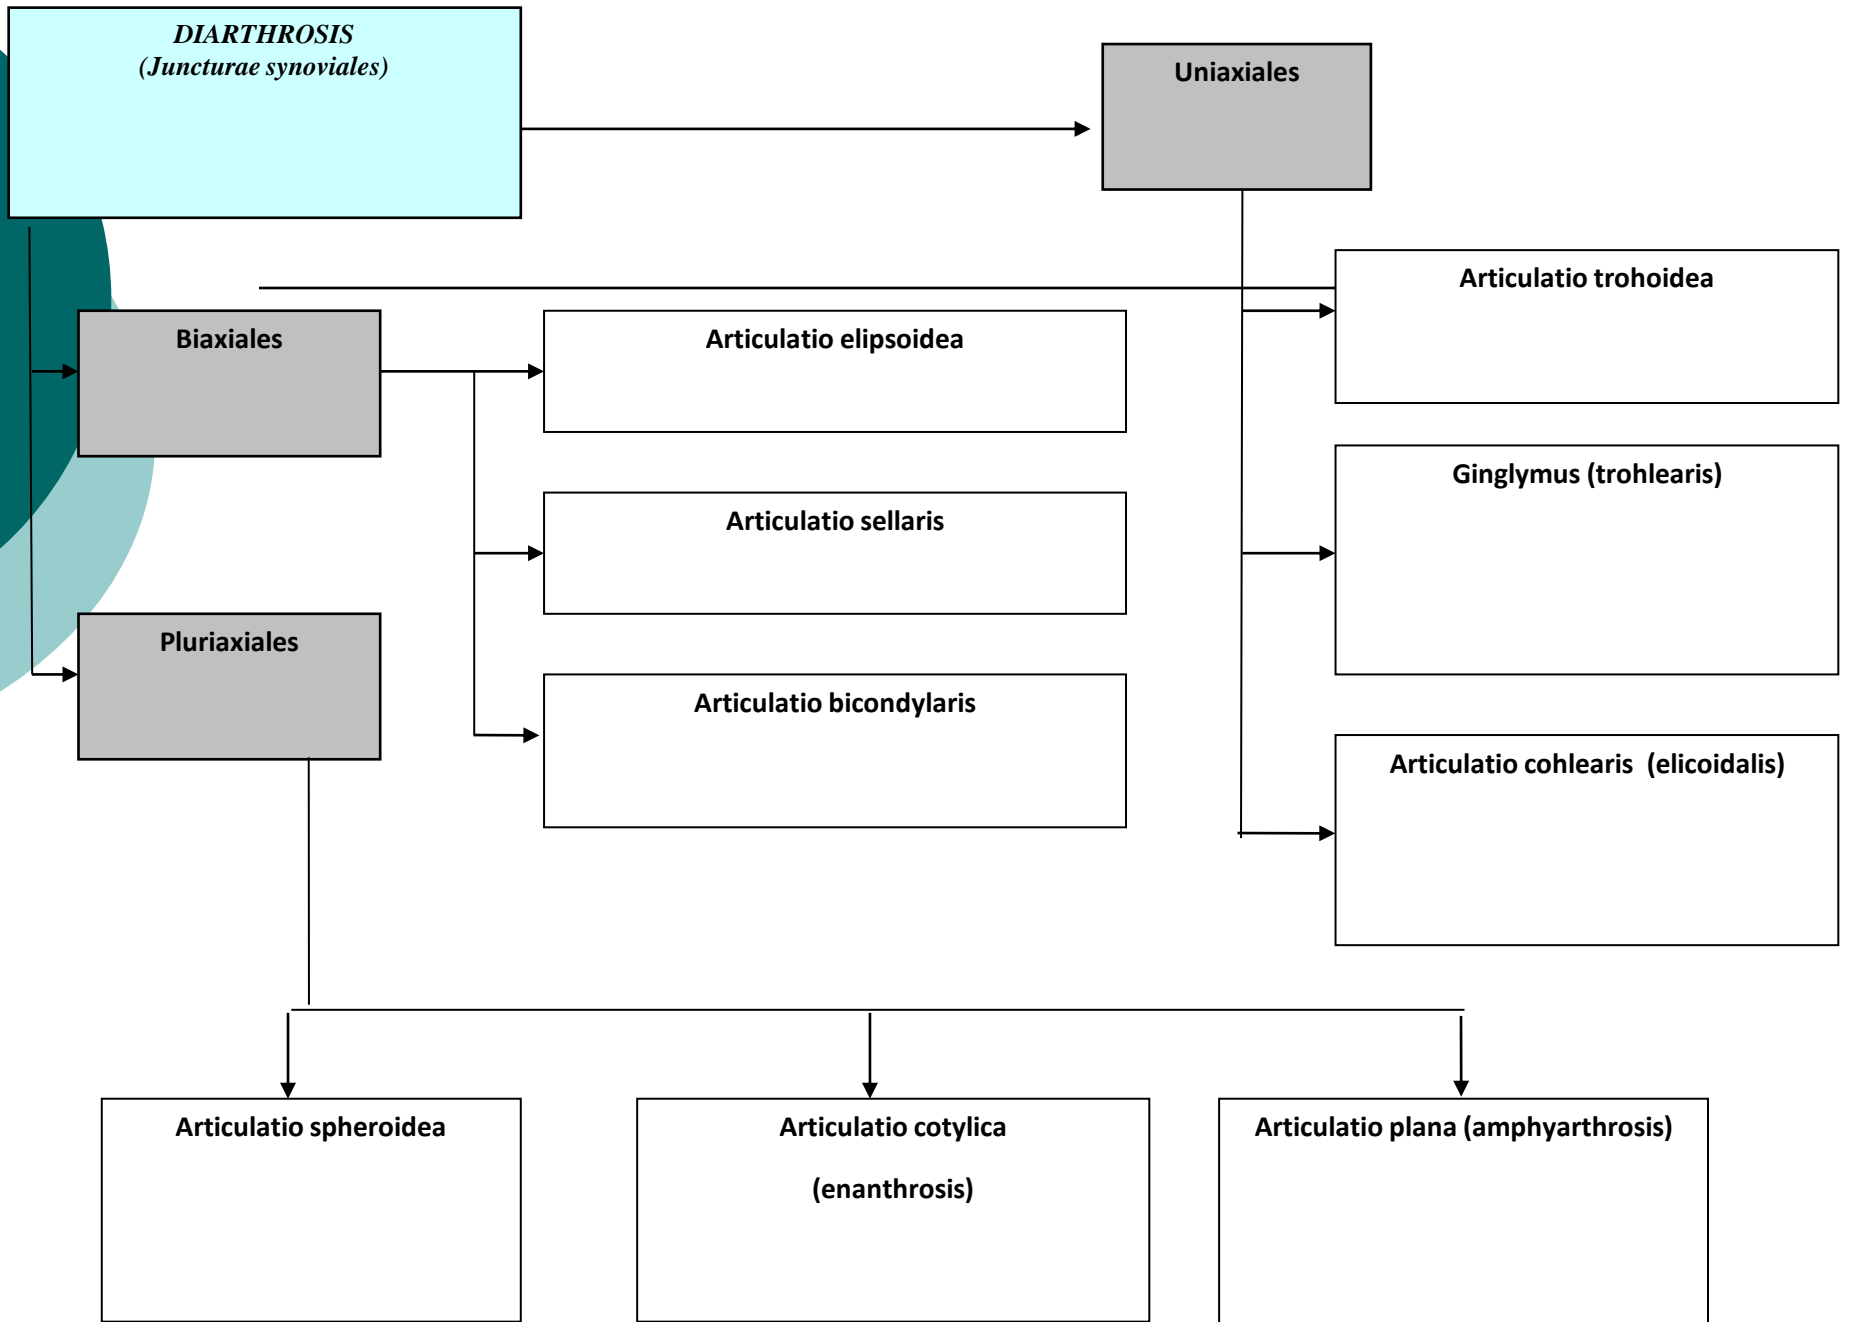 DIARTHROSIS
(Juncturae synoviales)
Uniaxiales
Articulatio trohoidea
Biaxiales
Articulatio elipsoidea
Ginglymus (trohlearis)
Articulatio sellaris
Pluriaxiales
Articulatio bicondylaris
Articulatio cohlearis (elicoidalis)
Articulatio spheroidea
Articulatio cotylica
(enanthrosis)
Articulatio plana (amphyarthrosis)